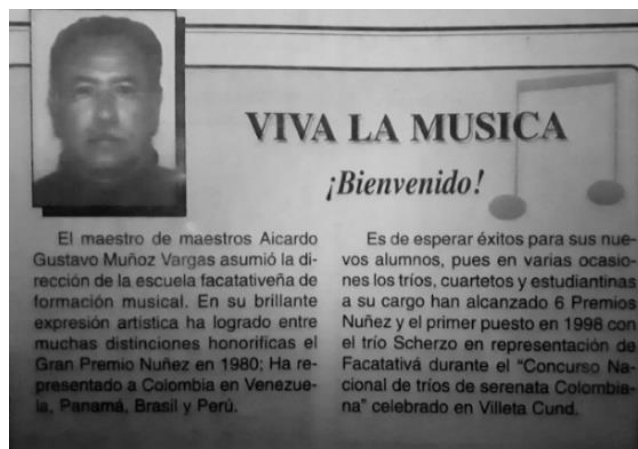 VIVA LA MUSICA
¡Bienvenido!
El maestro de maestros Aicardo
Gustavo Muñoz Vargas asumió la di-
rección de la escuela facatativeña de
formación musical. En su brillante
expresión artística ha logrado entre
muchas distinciones honorificas el
Gran Premio Nuñez en 1980; Ha re-
presentado a Colombia en Venezue-
la, Panamá, Brasil y Perú.
Es de esperar éxitos para sus nue-
vos alumnos, pues en varias ocasio-
nes los tríos, cuartetos y estudiantinas
a su cargo han alcanzado 6 Premios
Nuñez y el primer puesto en 1998 con
el trío Scherzo en representación de
Facatativá durante el "Concurso Na-
cional de tríos de serenata Colombia-
na" celebrado en Villeta Cund.